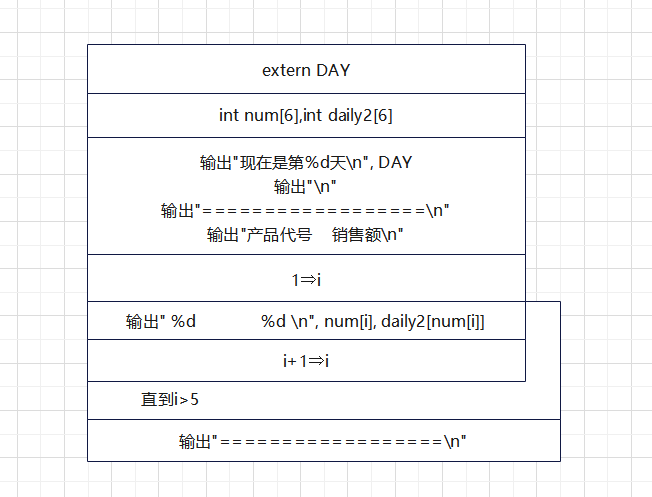 extern DAY
int num[6],int daily2[6]
输出"现在是第%d天\n", DAY
输出"\n"
输出"==================\n"
输出"产品代号    销售额\n"
1⇒i
输出" %d              %d \n", num[i], daily2[num[i]]
i+1⇒i
直到i>5
输出"==================\n"